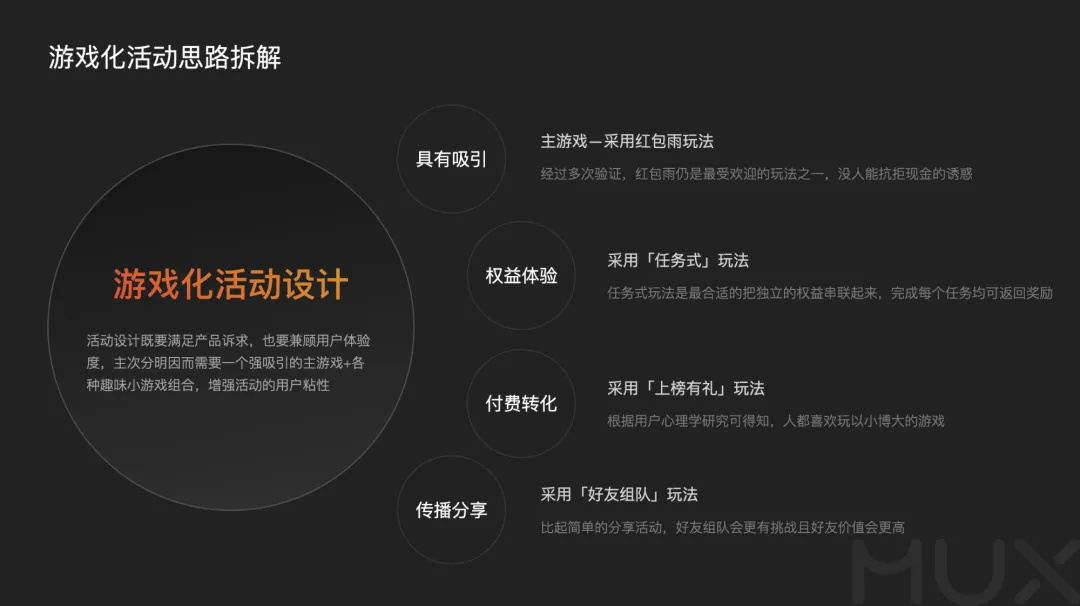 游戏化活动思路拆解
具有吸引
主游戏—采用红包雨玩法
经过多次验证，红包雨仍是最受欢迎的玩法之一，没人能抗拒现金的诱惑
权益体验
采用「任务式」玩法
任务式玩法是最合适的把独立的权益串联起来，完成每个任务均可返回奖励
游戏化活动设计
活动设计既要满足产品诉求，也要兼顾用户体验
度，主次分明因而需要一个强吸引的主游戏+各
种趣味小游戏组合，增强活动的用户粘性
付费转化
采用「上榜有礼」玩法
根据用户心理学研究可得知，人都喜欢玩以小博大的游戏
传播分享
采用「好友组队」玩法
比起简单的分享活动，好友组队会更有挑战且好友价值会更高
MUX